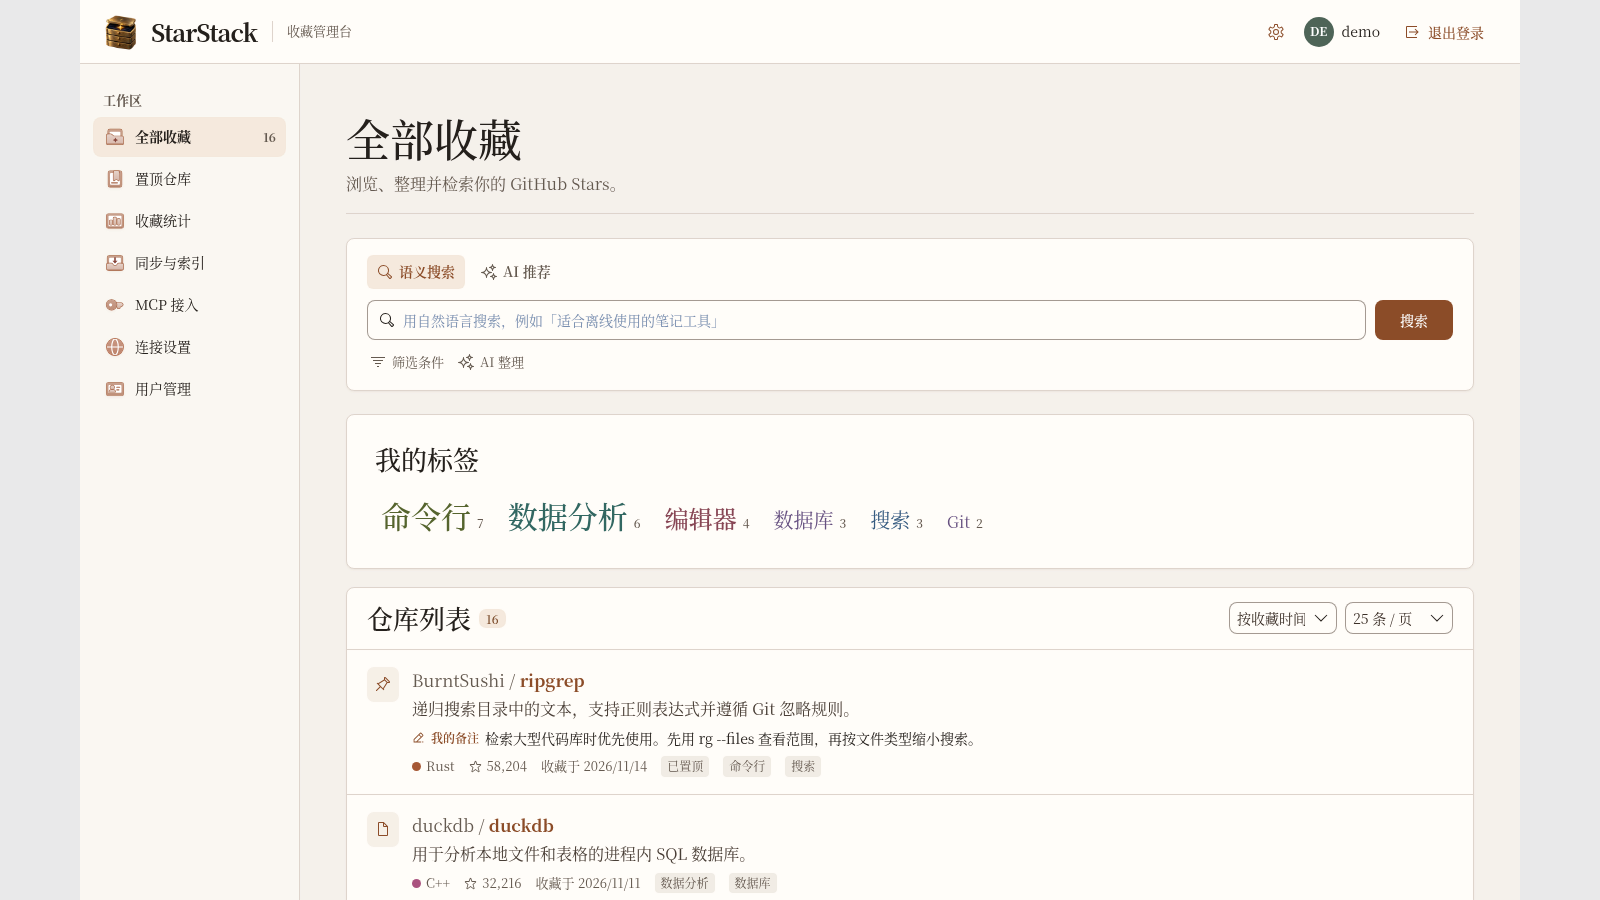 StarStack 收藏管理台 DE demo 退出登录
工作区
全部收藏 16
置顶仓库
收藏统计
同步与索引
MCP 接入
连接设置
用户管理
全部收藏
浏览、整理并检索你的 GitHub Stars。
语义搜索 AI 推荐
用自然语言搜索，例如「适合离线使用的笔记工具」 搜索
筛选条件 AI 整理
我的标签
命令行 7 数据分析 6 编辑器 4 数据库 3 搜索 3 Git 2
仓库列表 16 按收藏时间 25 条 / 页
BurntSushi / ripgrep
递归搜索目录中的文本，支持正则表达式并遵循 Git 忽略规则。
我的备注 检索大型代码库时优先使用。先用 rg --files 查看范围，再按文件类型缩小搜索。
Rust 58,204 收藏于 2026/11/14 已置顶 命令行 搜索
duckdb / duckdb
用于分析本地文件和表格的进程内 SQL 数据库。
C++ 32,216 收藏于 2026/11/11 数据分析 数据库